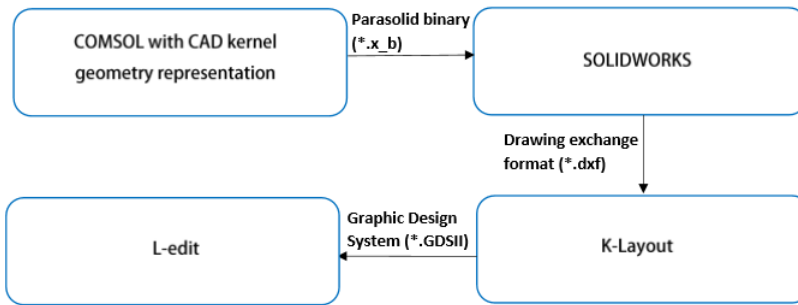 COMSOL with CAD kernel
geometry representation
Parasolid binary
(*.x_b)
SOLIDWORKS
Drawing exchange
format (*.dxf)
K-Layout
Graphic Design
System (*.GDSII)
L-edit